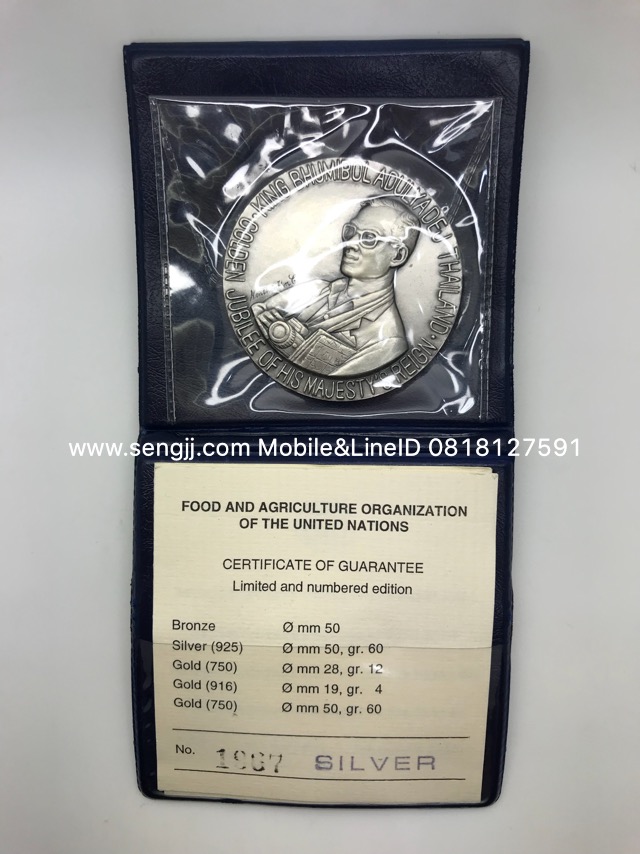 KING BHUMIBOL ADULYADEJ THAILAND • GOLDEN JUBILEE OF HIS MAJESTY'S REIGN •
www.sengjj.com Mobile&LineID 0818127591
FOOD AND AGRICULTURE ORGANIZATION
OF THE UNITED NATIONS
CERTIFICATE OF GUARANTEE
Limited and numbered edition
Bronze Ø mm 50
Silver (925) Ø mm 50, gr. 60
Gold (750) Ø mm 28, gr. 12
Gold (916) Ø mm 19, gr. 4
Gold (750) Ø mm 50, gr. 60
No. 1967 SILVER